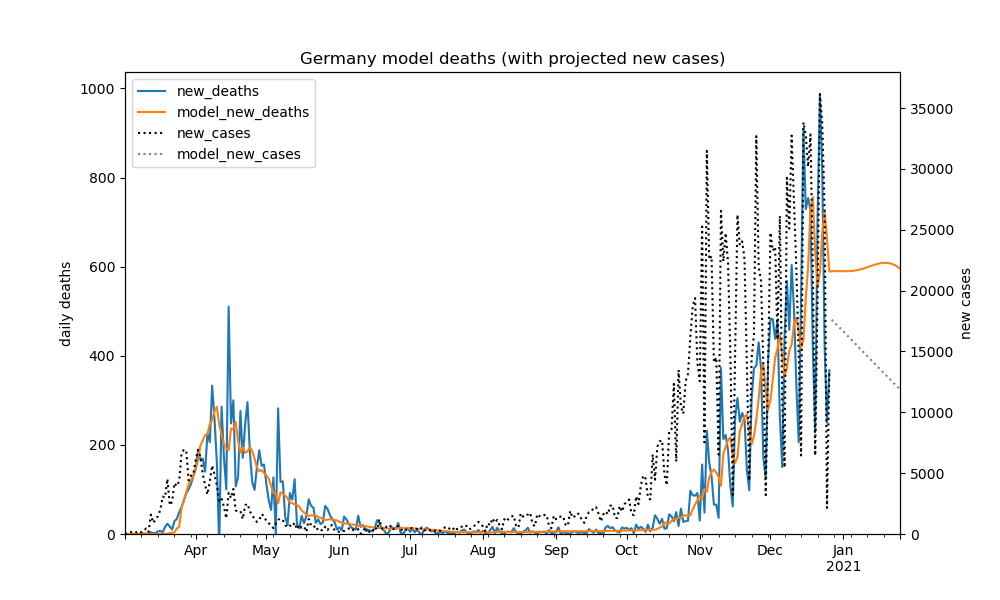 Germany model deaths (with projected new cases)
new_deaths
model_new_deaths
new_cases
model_new_cases
daily deaths
1000
800
600
400
200
0
new cases
35000
30000
25000
20000
15000
10000
5000
0
Apr May Jun Jul Aug Sep Oct Nov Dec Jan
2021